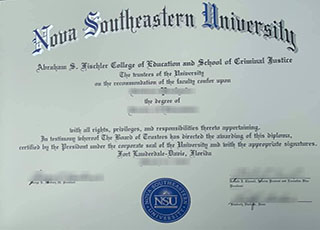 Nova Southeastern University
Abraham S. Fischler College of Education and School of Criminal Justice
The trustees of the University
on the recommendation of the faculty confer upon
the degree of
with all rights, privileges, and responsibilities thereto appertaining.
In testimony whereof The Board of Trustees has directed the awarding of this diploma,
certified by the President under the corporate seal of the University and with the appropriate signatures.
Fort Lauderdale-Davie, Florida
NOVA SOUTHEASTERN
NSU
UNIVERSITY